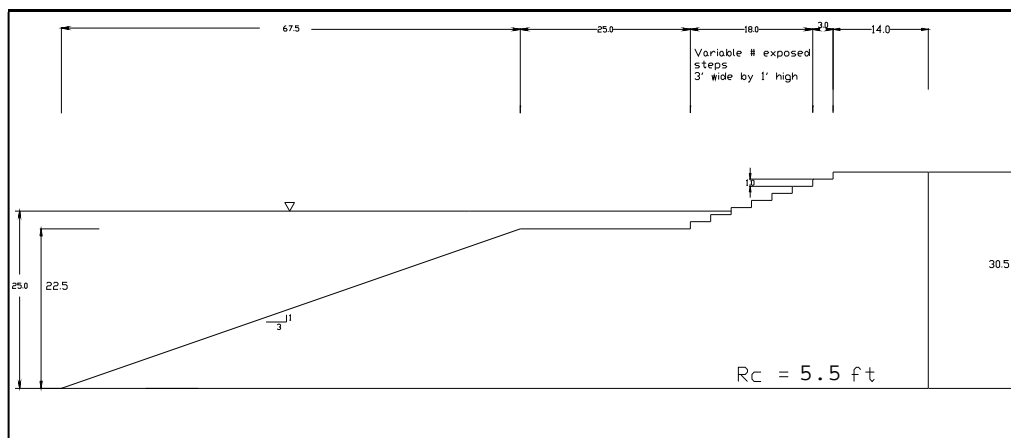 67.5
25.0
18.0
3.0
14.0
Variable # exposed
steps
3' wide by 1' high
1.0
25.0
22.5
30.5
1
3
Rc = 5.5 ft